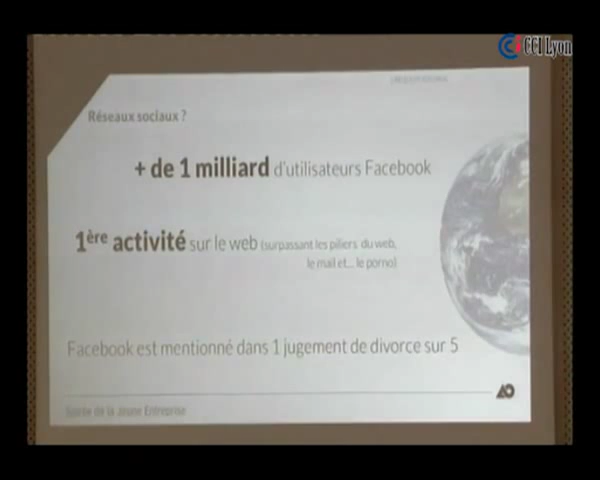 CCI Lyon
Réseaux sociaux ?
+ de 1 milliard d'utilisateurs Facebook
1ère activité sur le web (surpassant les piliers du web,
le mail et... le porno)
Facebook est mentionné dans 1 jugement de divorce sur 5
Soirée de la Jeune Entreprise